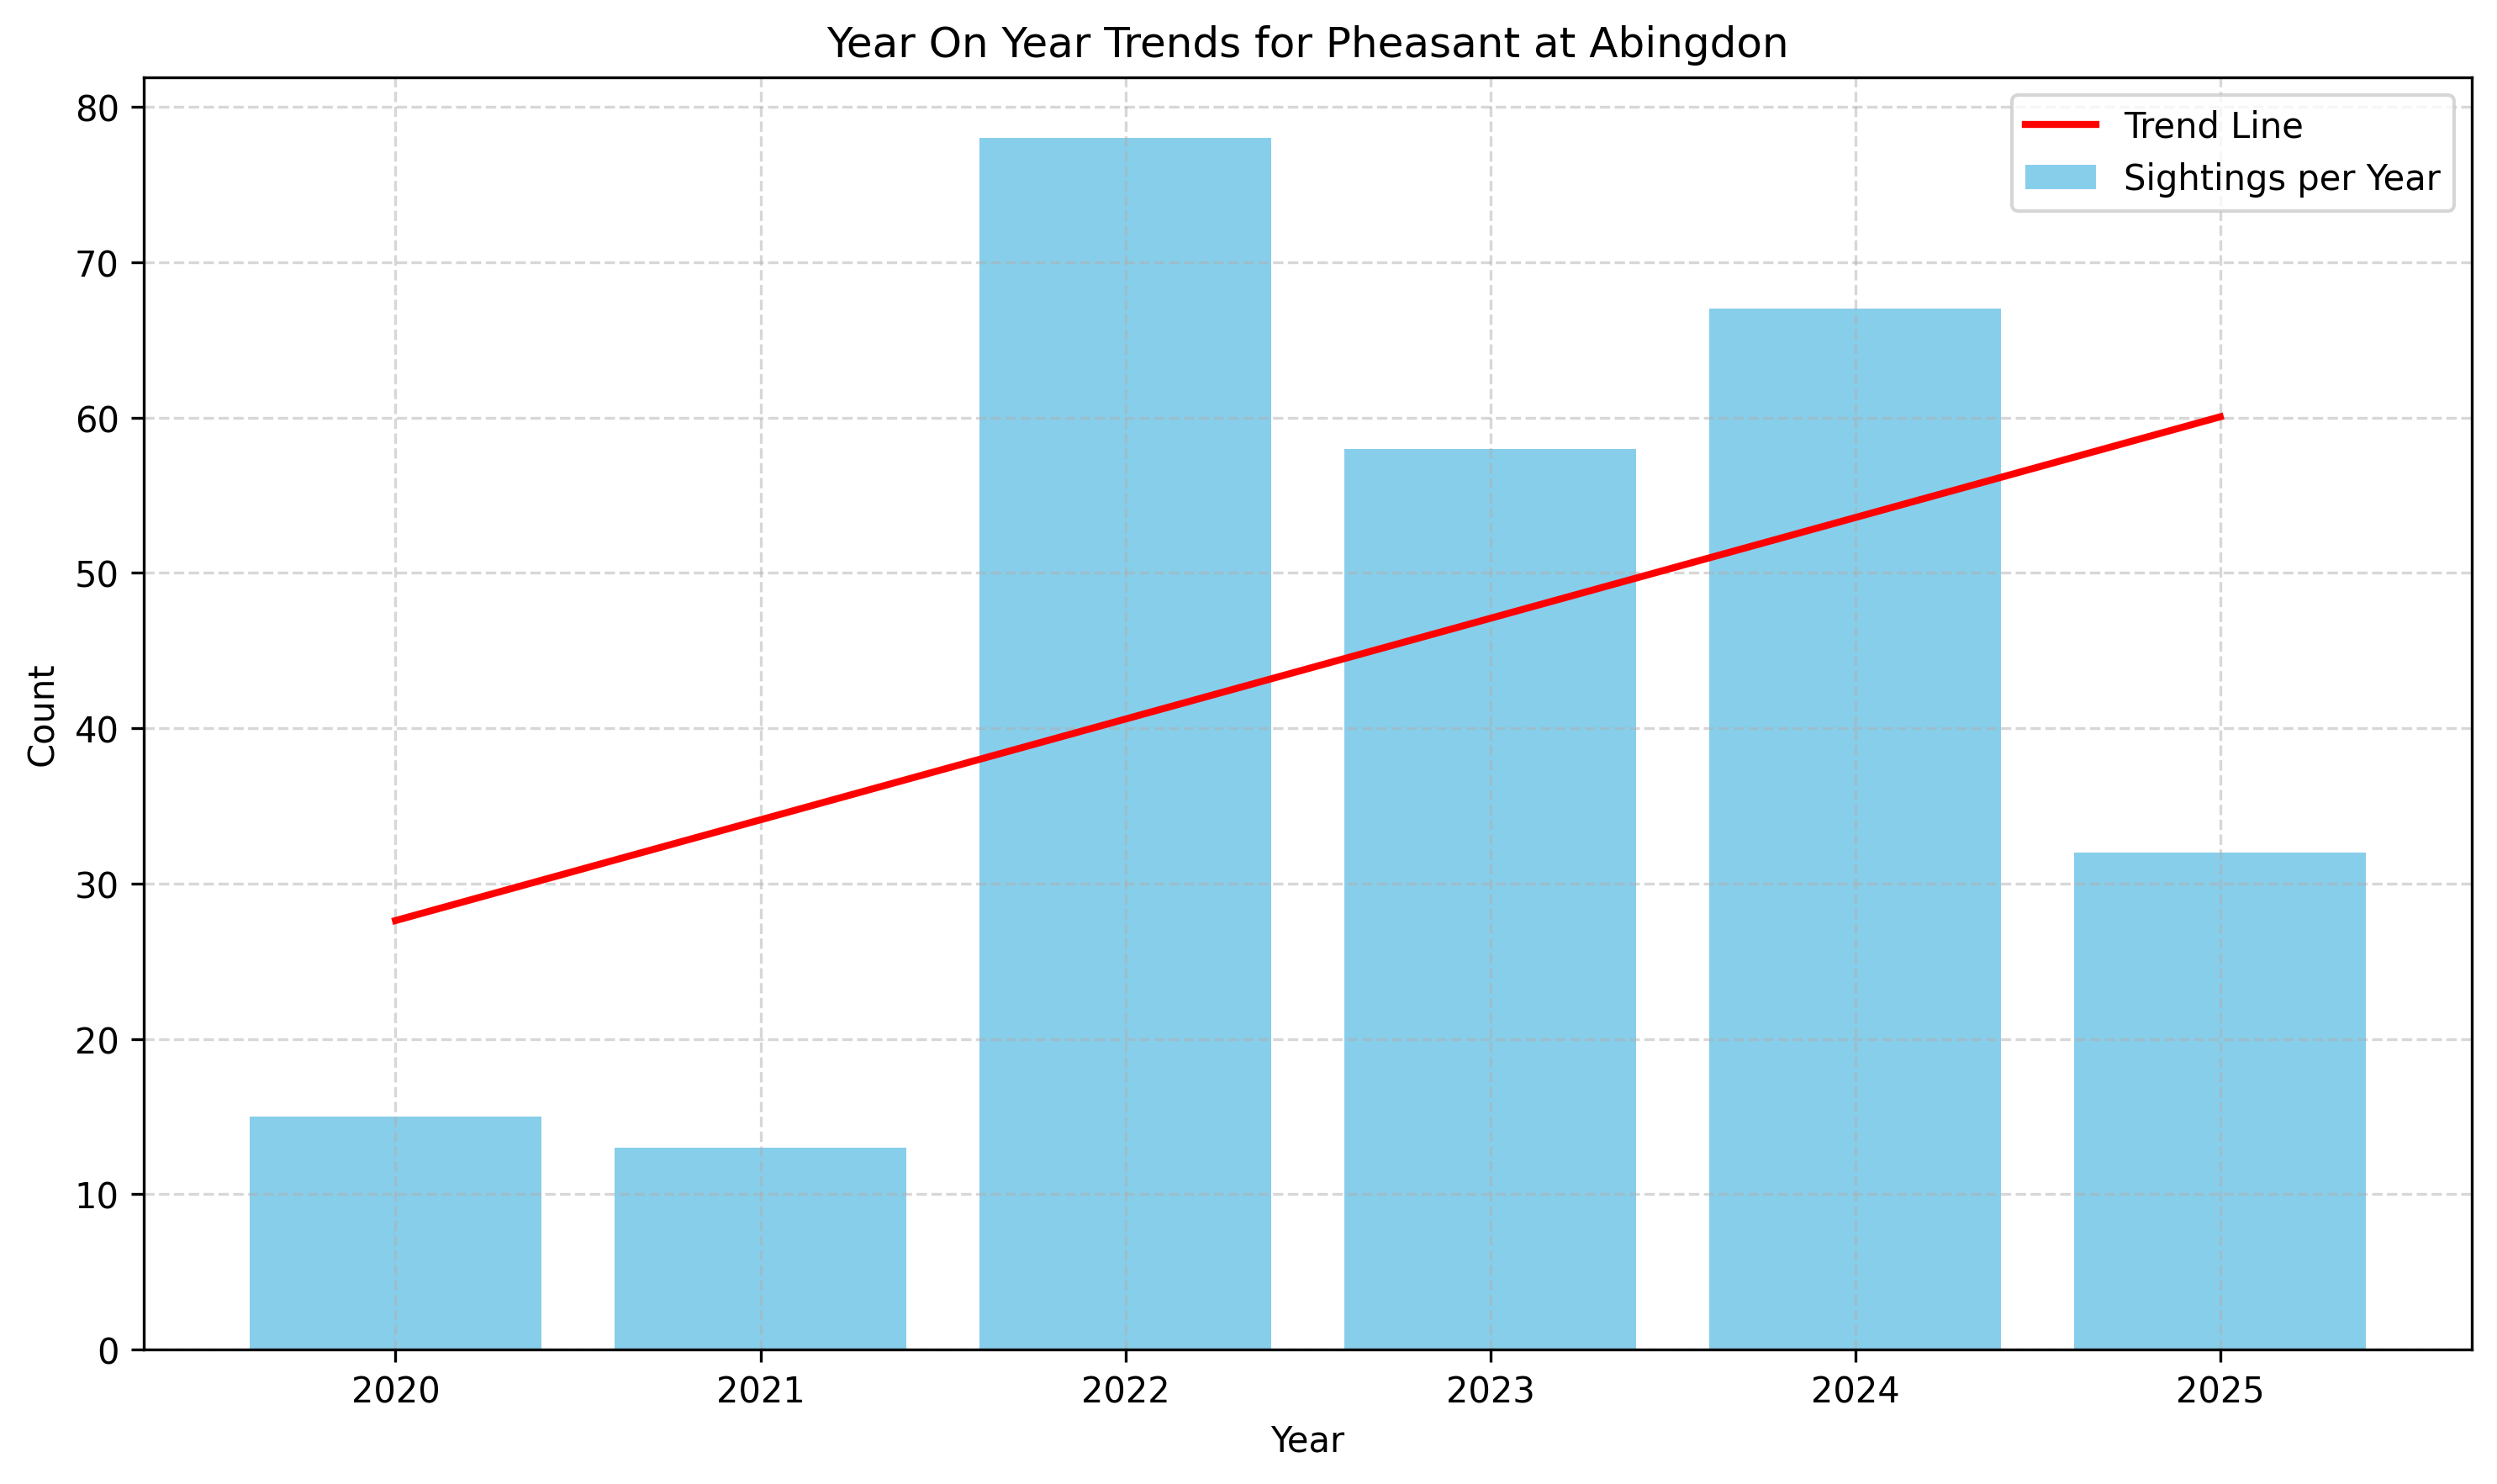 Year On Year Trends for Pheasant at Abingdon
Trend Line
Sightings per Year
Count
80
70
60
50
40
30
20
10
0
2020 2021 2022 2023 2024 2025
Year